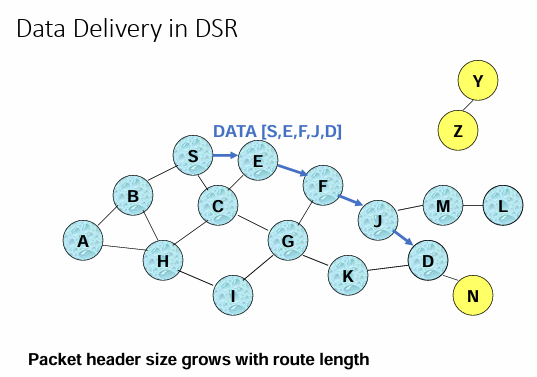 Data Delivery in DSR
Y
Z
DATA [S,E,F,J,D]
S
E
F
B
C
J
M
L
A
G
H
D
K
I
N
Packet header size grows with route length